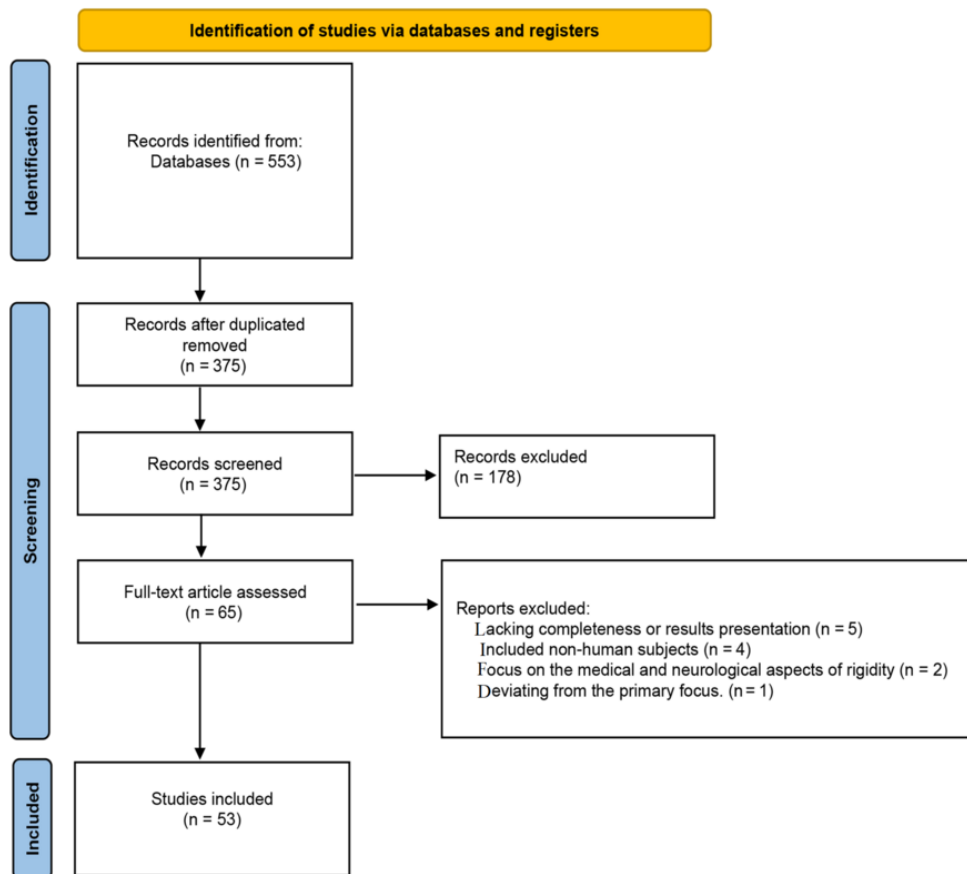 Identification of studies via databases and registers
Identification
Records identified from:
Databases (n = 553)
Screening
Records after duplicated
removed
(n = 375)
Records screened
(n = 375)
Records excluded
(n = 178)
Full-text article assessed
(n = 65)
Reports excluded:
Lacking completeness or results presentation (n = 5)
Included non-human subjects (n = 4)
Focus on the medical and neurological aspects of rigidity (n = 2)
Deviating from the primary focus. (n = 1)
Included
Studies included
(n = 53)